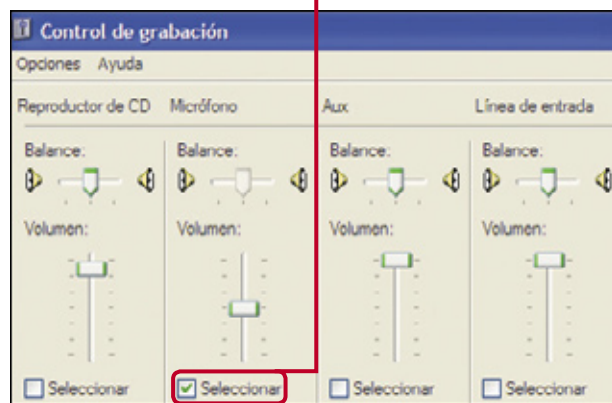 Control de grabación
Opciones Ayuda
Reproductor de CD Micrófono Aux Línea de entrada
Balance: Balance: Balance: Balance:
Volumen: Volumen: Volumen: Volumen:
Seleccionar Seleccionar Seleccionar Seleccionar